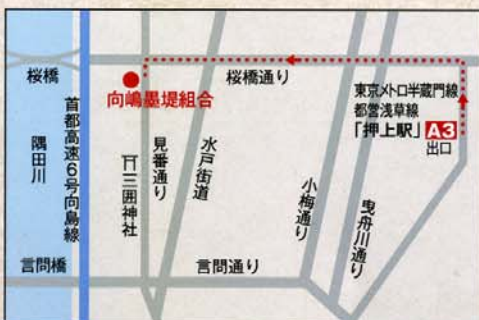 桜橋
桜橋通り
向嶋墨堤組合
東京メトロ半蔵門線
都営浅草線
「押上駅」A3
出口
隅田川
首都高速6号向島線
三囲神社
見番通り
水戸街道
小梅通り
曳舟川通り
言問橋
言問通り